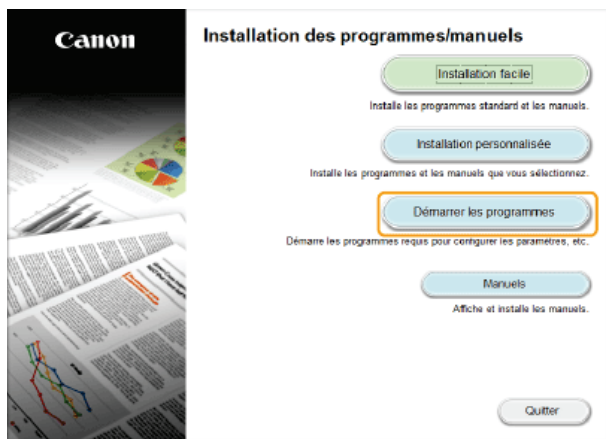 Canon
Installation des programmes/manuels
Installation facile
Installe les programmes standard et les manuels.
Installation personnalisée
Installe les programmes et les manuels que vous sélectionnez.
Démarrer les programmes
Démarre les programmes requis pour configurer les paramètres, etc.
Manuels
Affiche et installe les manuels.
Quitter